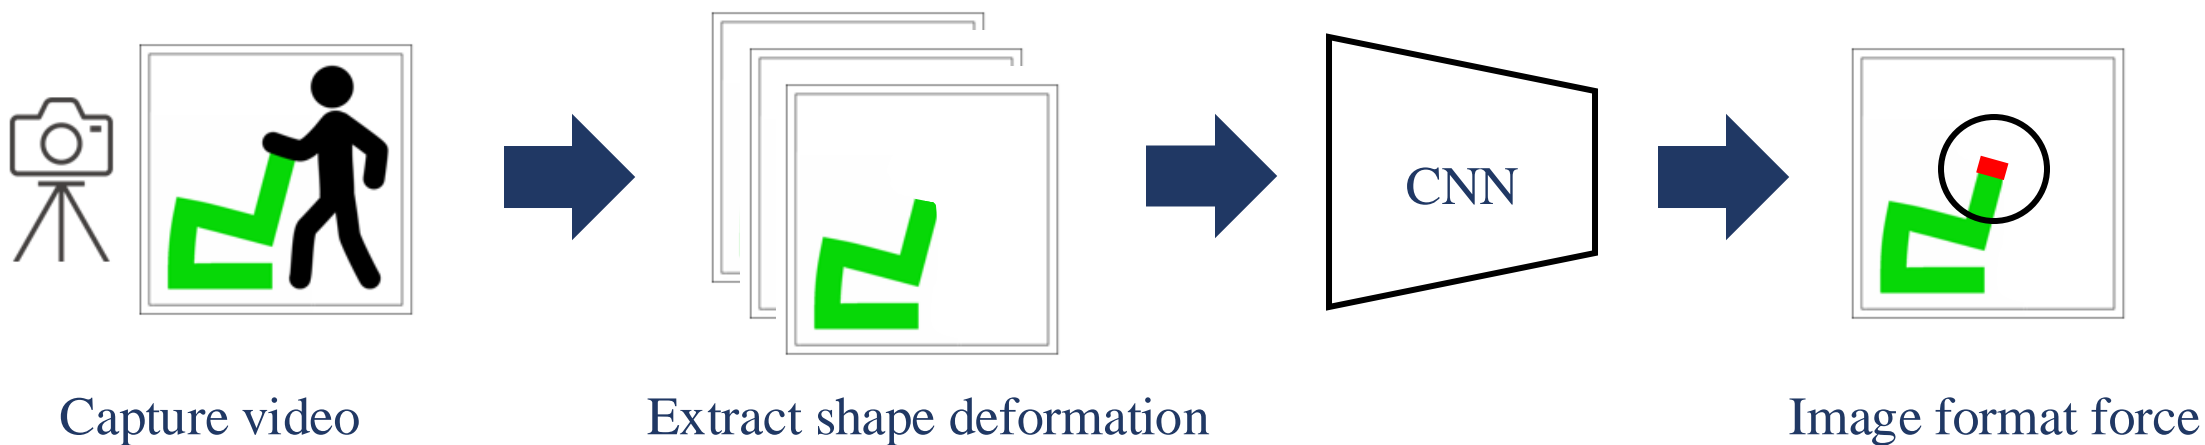 CNN
Capture video
Extract shape deformation
Image format force